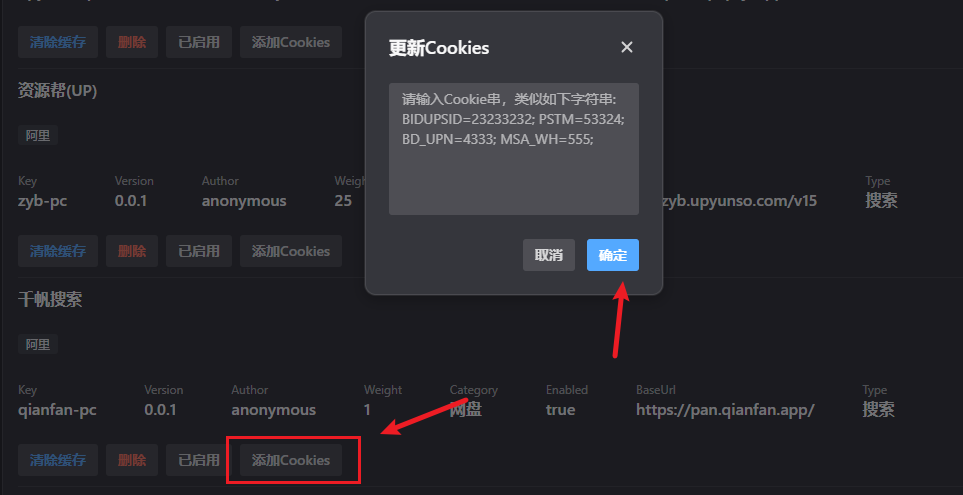 清除缓存 删除 已启用 添加Cookies
更新Cookies ×
请输入Cookie串，类似如下字符串:
BIDUPSID=23233232; PSTM=53324;
BD_UPN=4333; MSA_WH=555;
取消 确定
资源帮(UP)
阿里
Key Version Author Type
zyb-pc 0.0.1 anonymous 25 zyb.upyunso.com/v15 搜索
清除缓存 删除 已启用 添加Cookies
千帆搜索
阿里
Key Version Author Weight Category Enabled BaseUrl Type
qianfan-pc 0.0.1 anonymous 1 网盘 true https://pan.qianfan.app/ 搜索
清除缓存 删除 已启用 添加Cookies